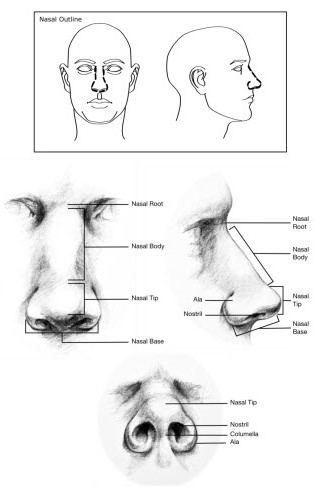 Nasal Outline
Nasal Root
Nasal Body
Nasal Tip
Nasal Base
Nasal
Root
Nasal
Body
Ala
Nostril
Nasal
Tip
Nasal
Base
Nasal Tip
Nostril
Columella
Ala